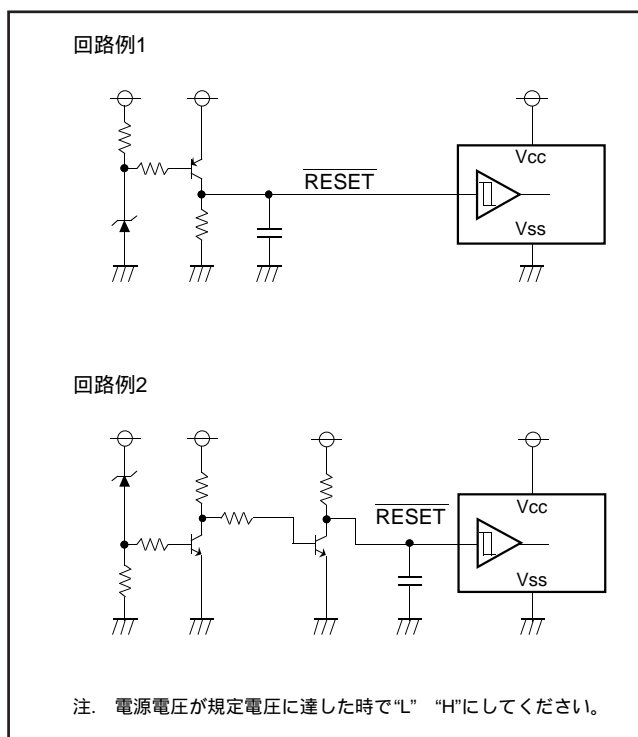 回路例1
Vcc
RESET
Vss
回路例2
Vcc
RESET
Vss
注. 電源電圧が規定電圧に達した時で“L” “H”にしてください。